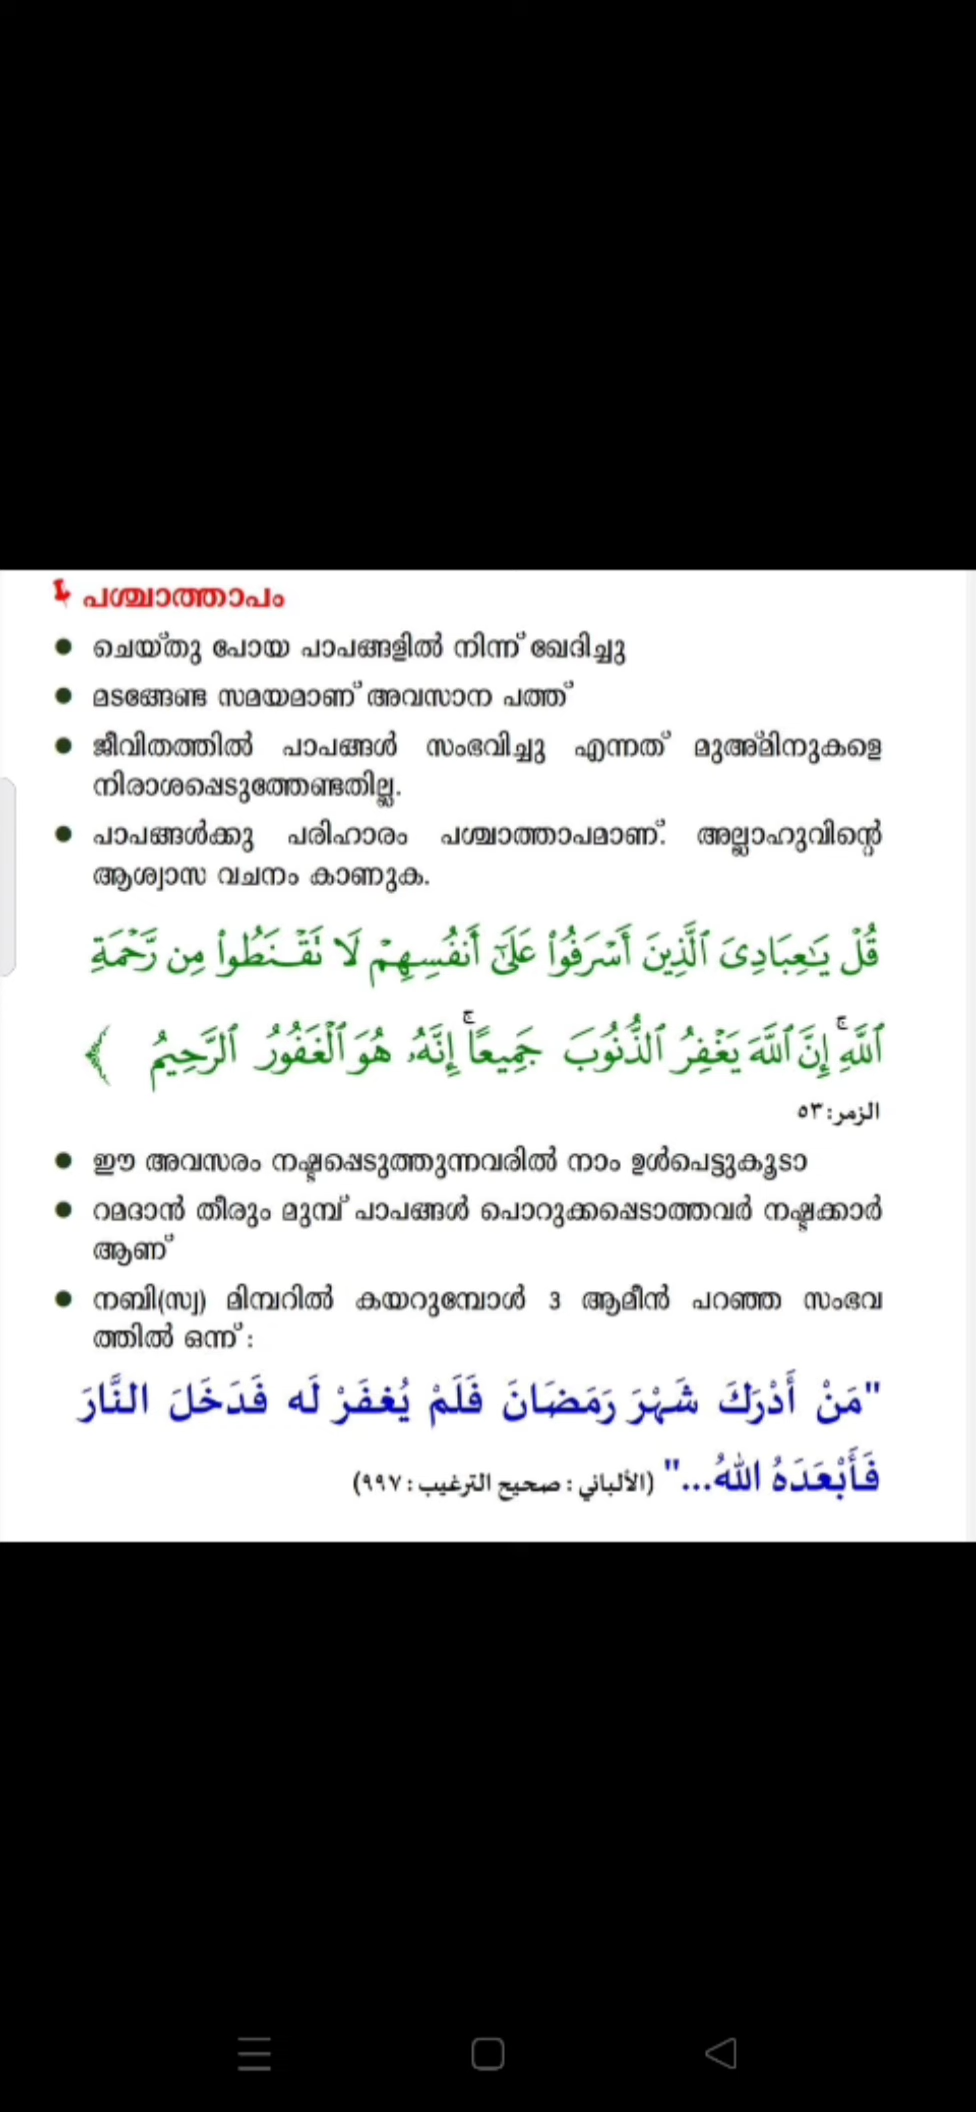 പശ്ചാത്താപം
● ചെയ്തു പോയ പാപങ്ങളിൽ നിന്ന് ഖേദിച്ചു
● മടങ്ങേണ്ട സമയമാണ് അവസാന പത്ത്
● ജീവിതത്തിൽ പാപങ്ങൾ സംഭവിച്ചു എന്നത് മുഅ്മിനുകളെ
നിരാശപ്പെടുത്തേണ്ടതില്ല.
● പാപങ്ങൾക്കു പരിഹാരം പശ്ചാത്താപമാണ്. അല്ലാഹുവിന്റെ
ആശ്വാസ വചനം കാണുക.
قُلْ يَـٰعِبَادِىَ ٱلَّذِينَ أَسْرَفُوا۟ عَلَىٰٓ أَنفُسِهِمْ لَا تَقْنَطُوا۟ مِن رَّحْمَةِ
ٱللَّهِ ۚ إِنَّ ٱللَّهَ يَغْفِرُ ٱلذُّنُوبَ جَمِيعًا ۚ إِنَّهُۥ هُوَ ٱلْغَفُورُ ٱلرَّحِيمُ ﴾
الزمر: ٥٣
● ഈ അവസരം നഷ്ടപ്പെടുത്തുന്നവരിൽ നാം ഉൾപെട്ടുകൂടാ
● റമദാൻ തീരും മുമ്പ് പാപങ്ങൾ പൊറുക്കപ്പെടാത്തവർ നഷ്ടക്കാർ
ആണ്
● നബി(സ്വ) മിമ്പറിൽ കയറുമ്പോൾ 3 ആമീൻ പറഞ്ഞ സംഭവ
ത്തിൽ ഒന്ന് :
"مَنْ أَدْرَكَ شَهْرَ رَمَضَانَ فَلَمْ يُغفَرْ لَه فَدَخَلَ النَّارَ
فَأَبْعَدَهُ اللهُ..." (الألباني : صحيح الترغيب : ٩٩٧)